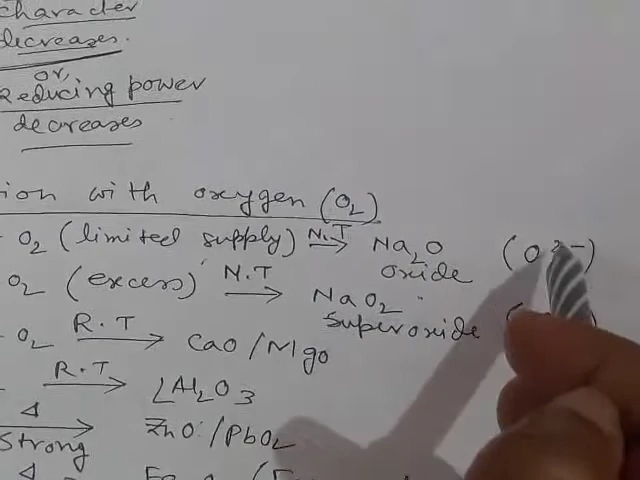 character
decreases.
or,
Reducing power
decreases
ion with oxygen (O2)
O2 (limited supply) N.T → Na2O (O2-)
oxide
O2 (excess) N.T → NaO2
Superoxide
O2 R.T → CaO/Mgo
R.T → Al2O3
Δ → ZnO/PbO2
Strong
Δ